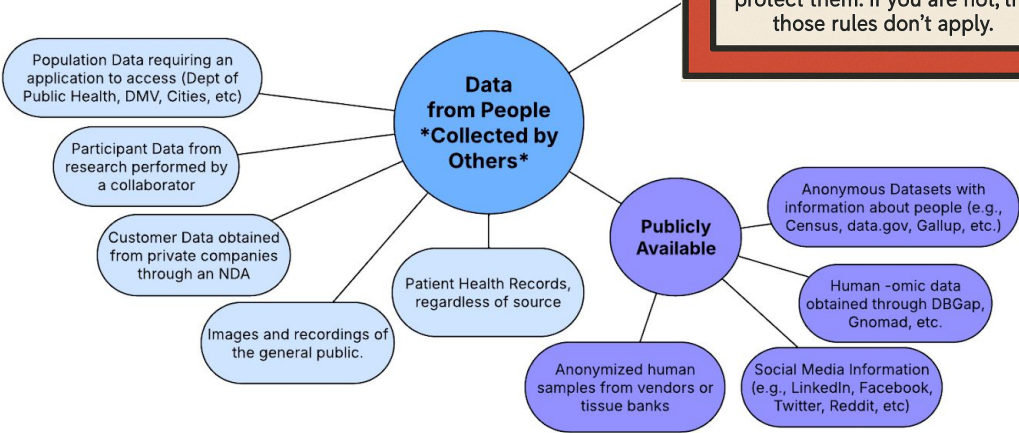 protect them. If you are not, th
those rules don't apply.
Data
from People
*Collected by
Others*
Population Data requiring an
application to access (Dept of
Public Health, DMV, Cities, etc)
Participant Data from
research performed by
a collaborator
Customer Data obtained
from private companies
through an NDA
Images and recordings of
the general public.
Patient Health Records,
regardless of source
Publicly
Available
Anonymous Datasets with
information about people (e.g.,
Census, data.gov, Gallup, etc.)
Human -omic data
obtained through DBGap,
Gnomad, etc.
Social Media Information
(e.g., LinkedIn, Facebook,
Twitter, Reddit, etc)
Anonymized human
samples from vendors or
tissue banks